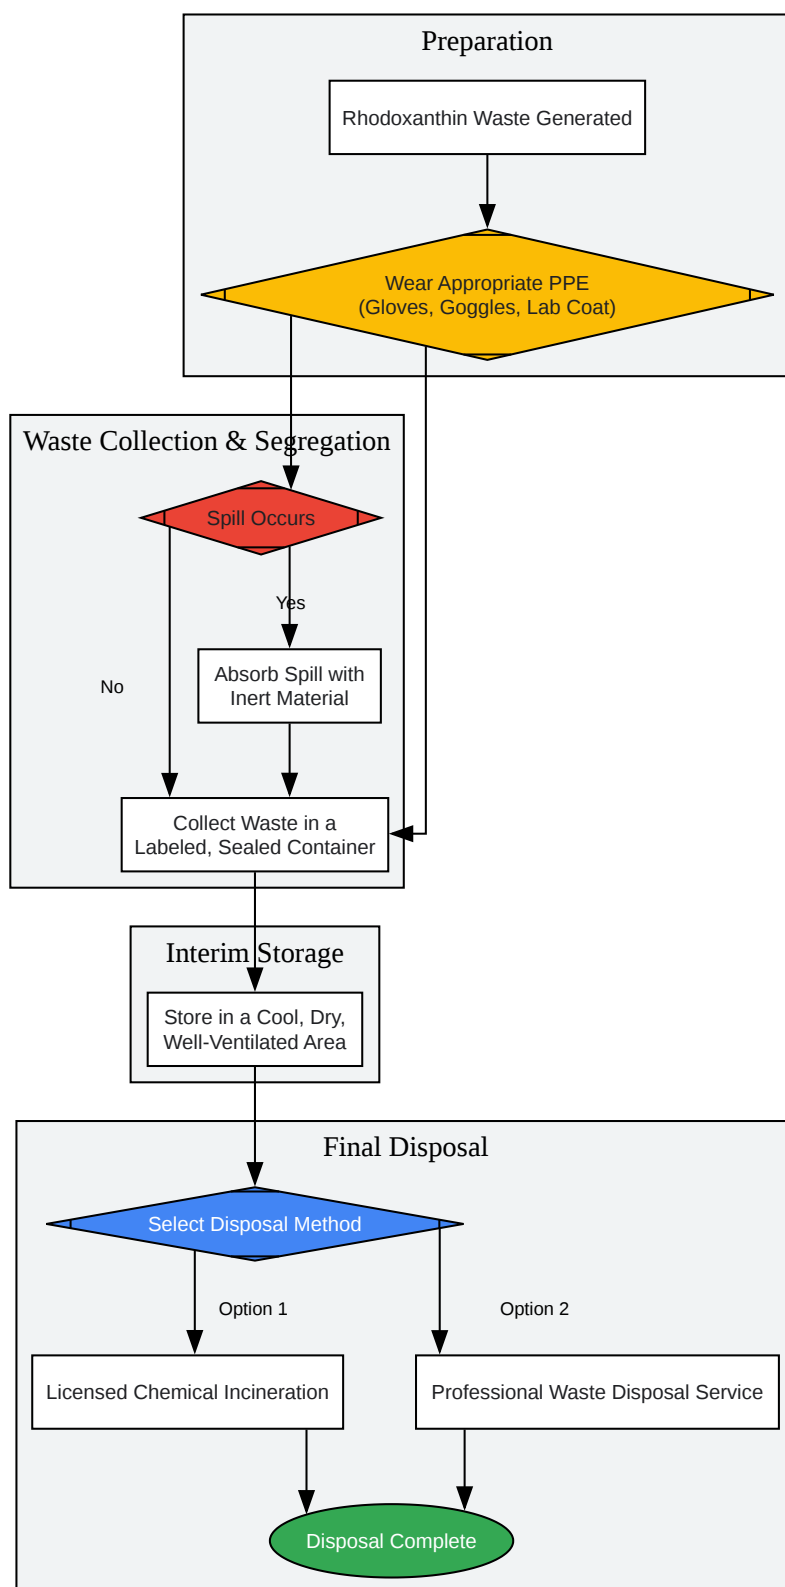 Preparation
Rhodoxanthin Waste Generated
Wear Appropriate PPE
(Gloves, Goggles, Lab Coat)
Waste Collection & Segregation
Spill Occurs
Yes
Absorb Spill with
Inert Material
No
Collect Waste in a
Labeled, Sealed Container
Interim Storage
Store in a Cool, Dry,
Well-Ventilated Area
Final Disposal
Select Disposal Method
Option 1
Option 2
Licensed Chemical Incineration
Professional Waste Disposal Service
Disposal Complete